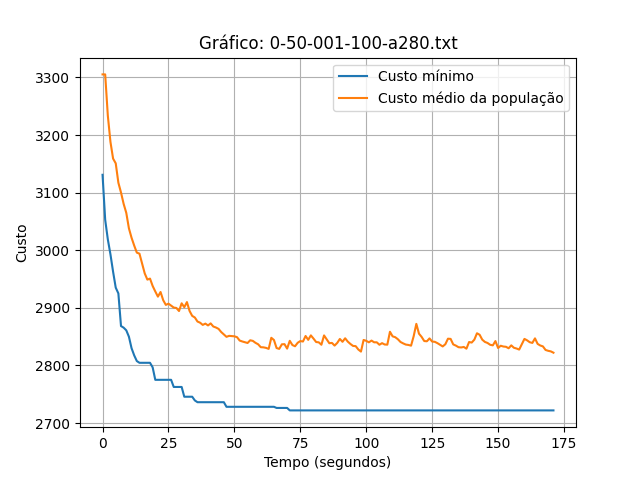 Gráfico: 0-50-001-100-a280.txt
Custo mínimo
Custo médio da população
Custo
3300
3200
3100
3000
2900
2800
2700
0 25 50 75 100 125 150 175
Tempo (segundos)